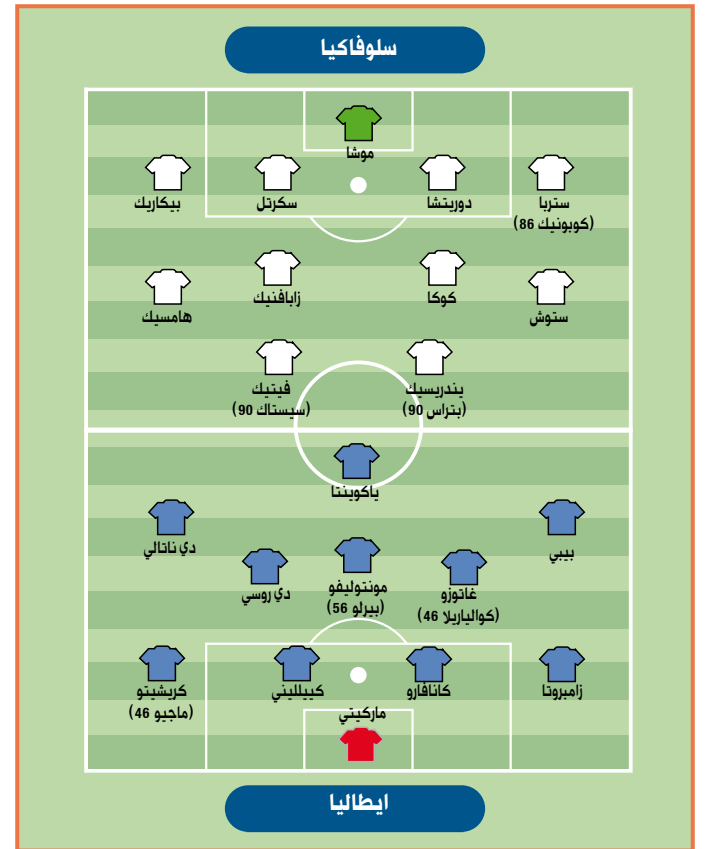 سلوفاكيا
موشا
ستربا
(كوبونيك 86)
دوريتشا
سكرتل
بيكاريك
ستوش
كوكا
زابافنيك
هامسيك
يندريسيك
(بتراس 90)
فيتيك
(سيستاك 90)
ياكوينتا
بيبي
دي ناتالي
غاتوزو
(كوالياريلا 46)
مونتوليفو
(بيرلو 56)
دي روسي
زامبروتا
كانافارو
كييلليني
كريشيتو
(ماجيو 46)
ماركيتي
ايطاليا